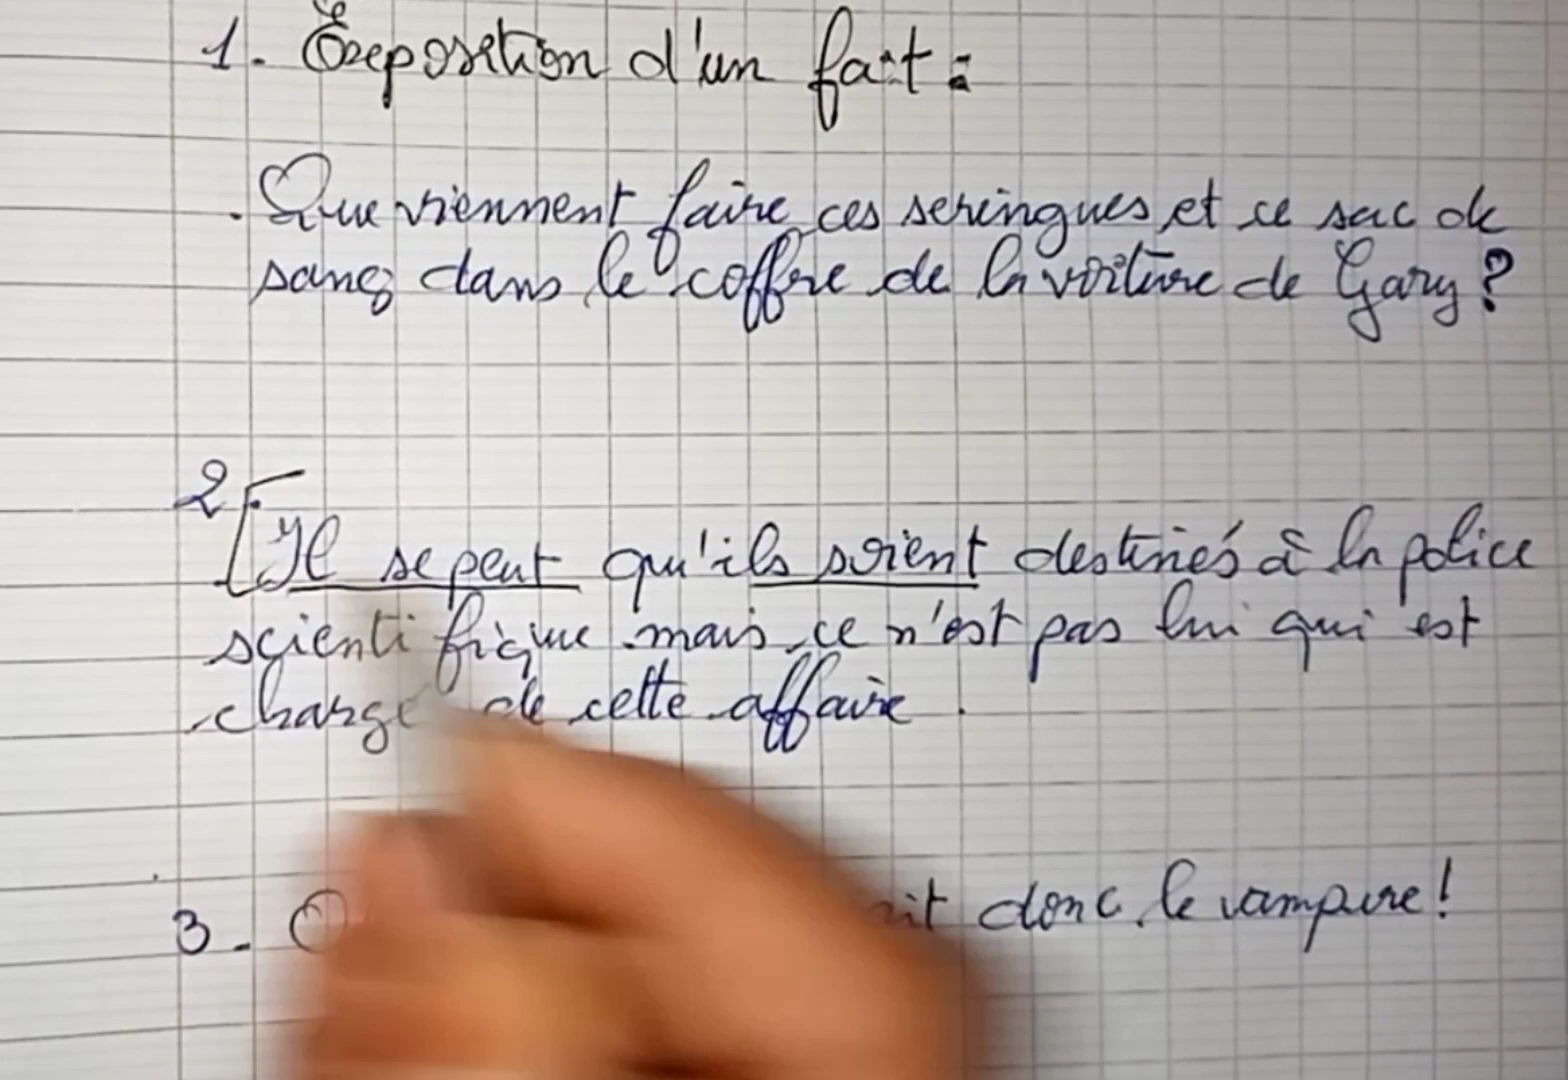 1. Exposition d'un fait :
. Que viennent faire ces seringues et ce sac de
sang dans le coffre de la voiture de Gary ?
2 Il se peut qu'ils soient destinés à la police
scientifique mais ce n'est pas lui qui est
chargé de cette affaire .
3 - donc le vampire !